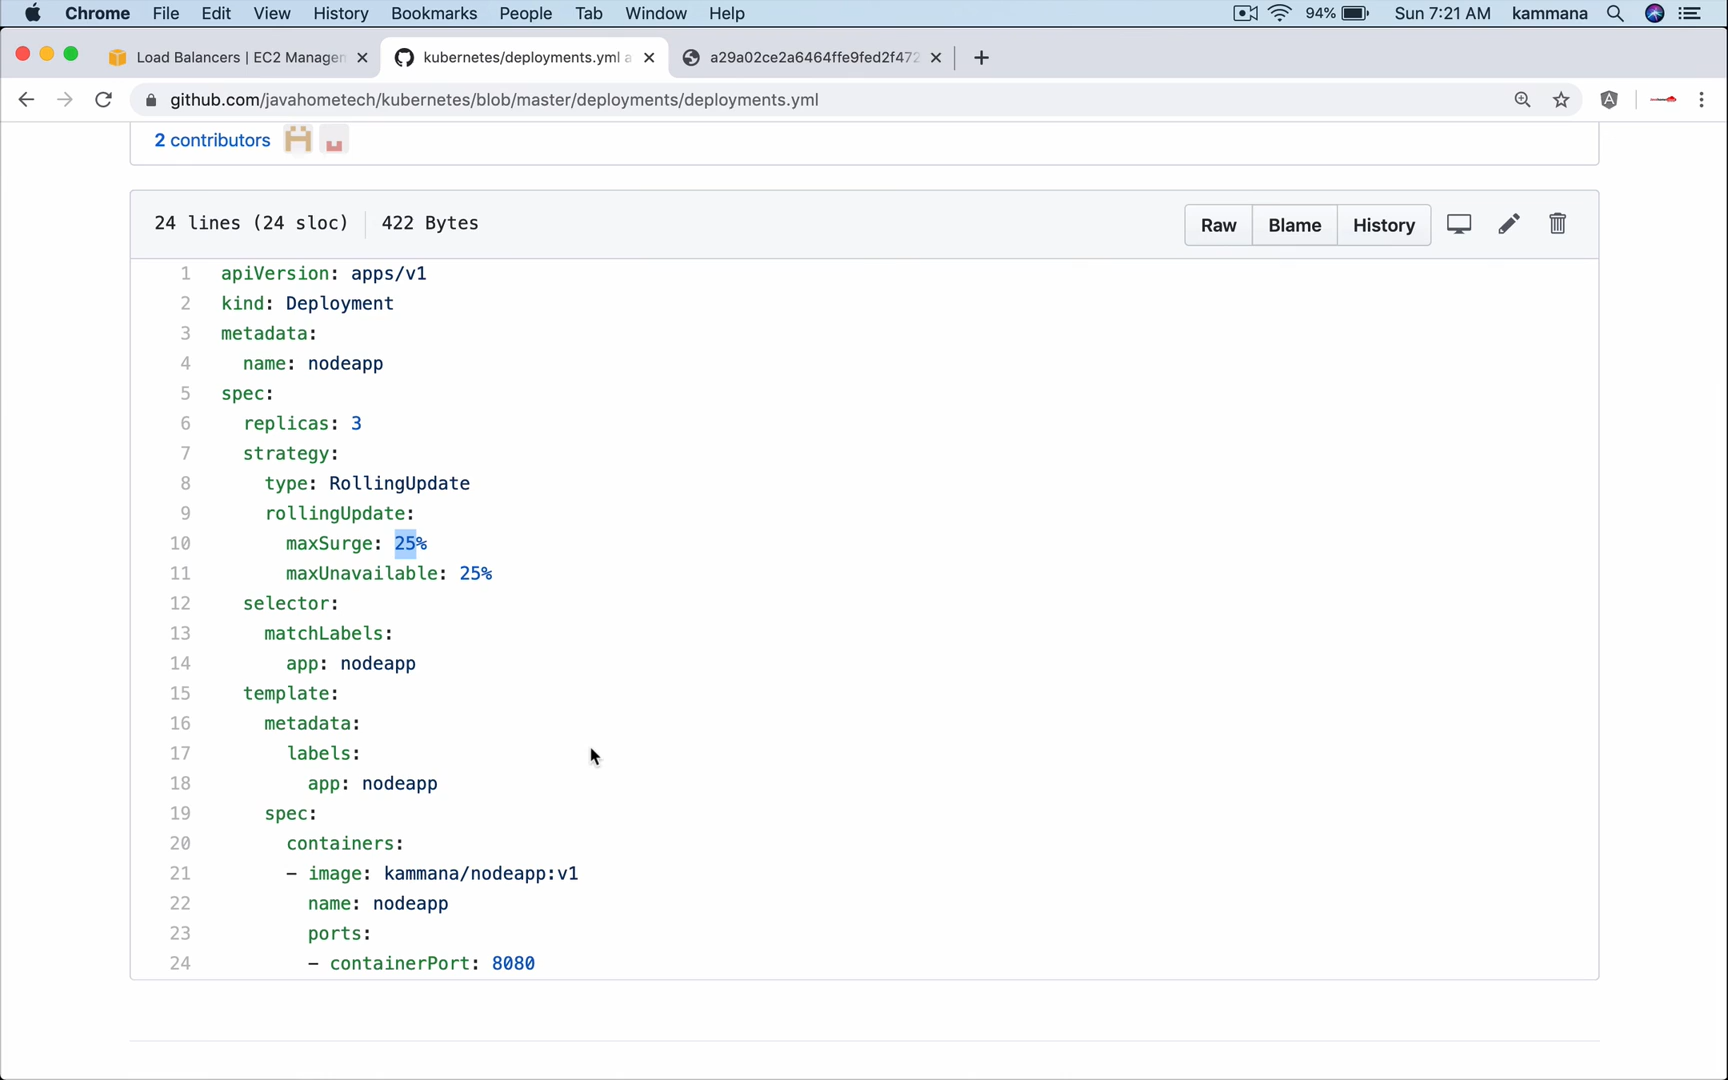 Chrome File Edit View History Bookmarks People Tab Window Help 94% Sun 7:21 AM kammana
Load Balancers | EC2 Managen kubernetes/deployments.yml a a29a02ce2a6464ffe9fed2f472
github.com/javahometech/kubernetes/blob/master/deployments/deployments.yml
2 contributors
24 lines (24 sloc) 422 Bytes Raw Blame History
1 apiVersion: apps/v1
2 kind: Deployment
3 metadata:
4 name: nodeapp
5 spec:
6 replicas: 3
7 strategy:
8 type: RollingUpdate
9 rollingUpdate:
10 maxSurge: 25%
11 maxUnavailable: 25%
12 selector:
13 matchLabels:
14 app: nodeapp
15 template:
16 metadata:
17 labels:
18 app: nodeapp
19 spec:
20 containers:
21 - image: kammana/nodeapp:v1
22 name: nodeapp
23 ports:
24 - containerPort: 8080